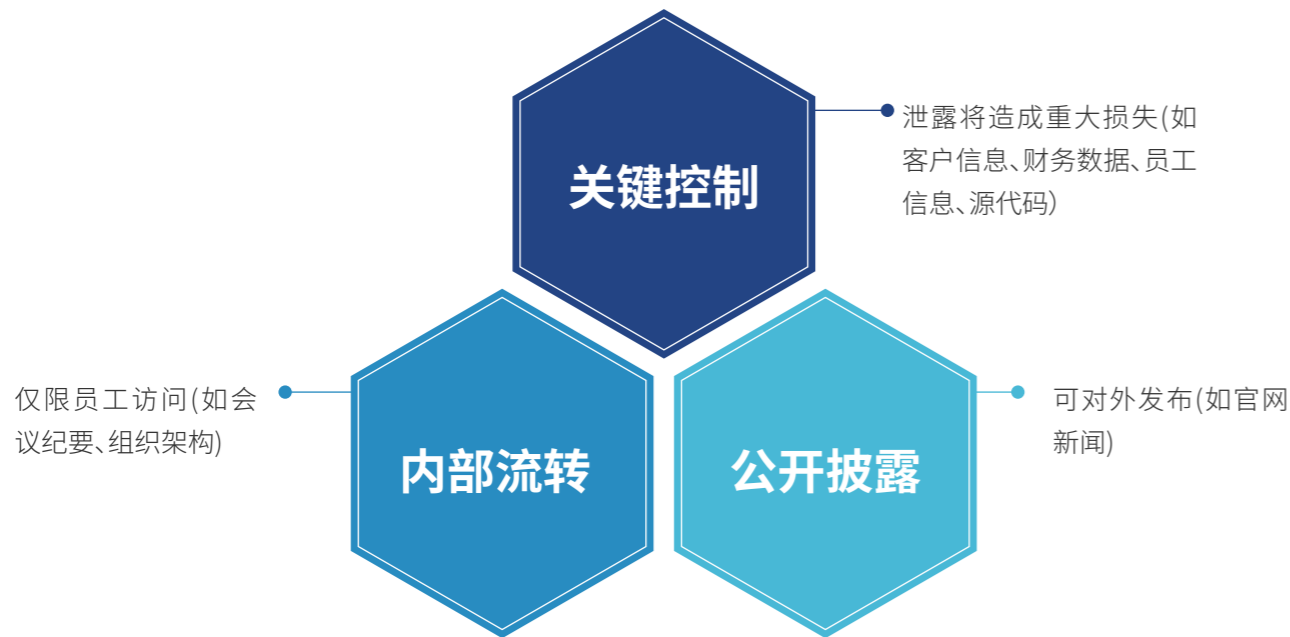 关键控制
泄露将造成重大损失(如
客户信息、财务数据、员工
信息、源代码)
内部流转
仅限员工访问(如会
议纪要、组织架构)
公开披露
可对外发布(如官网
新闻)